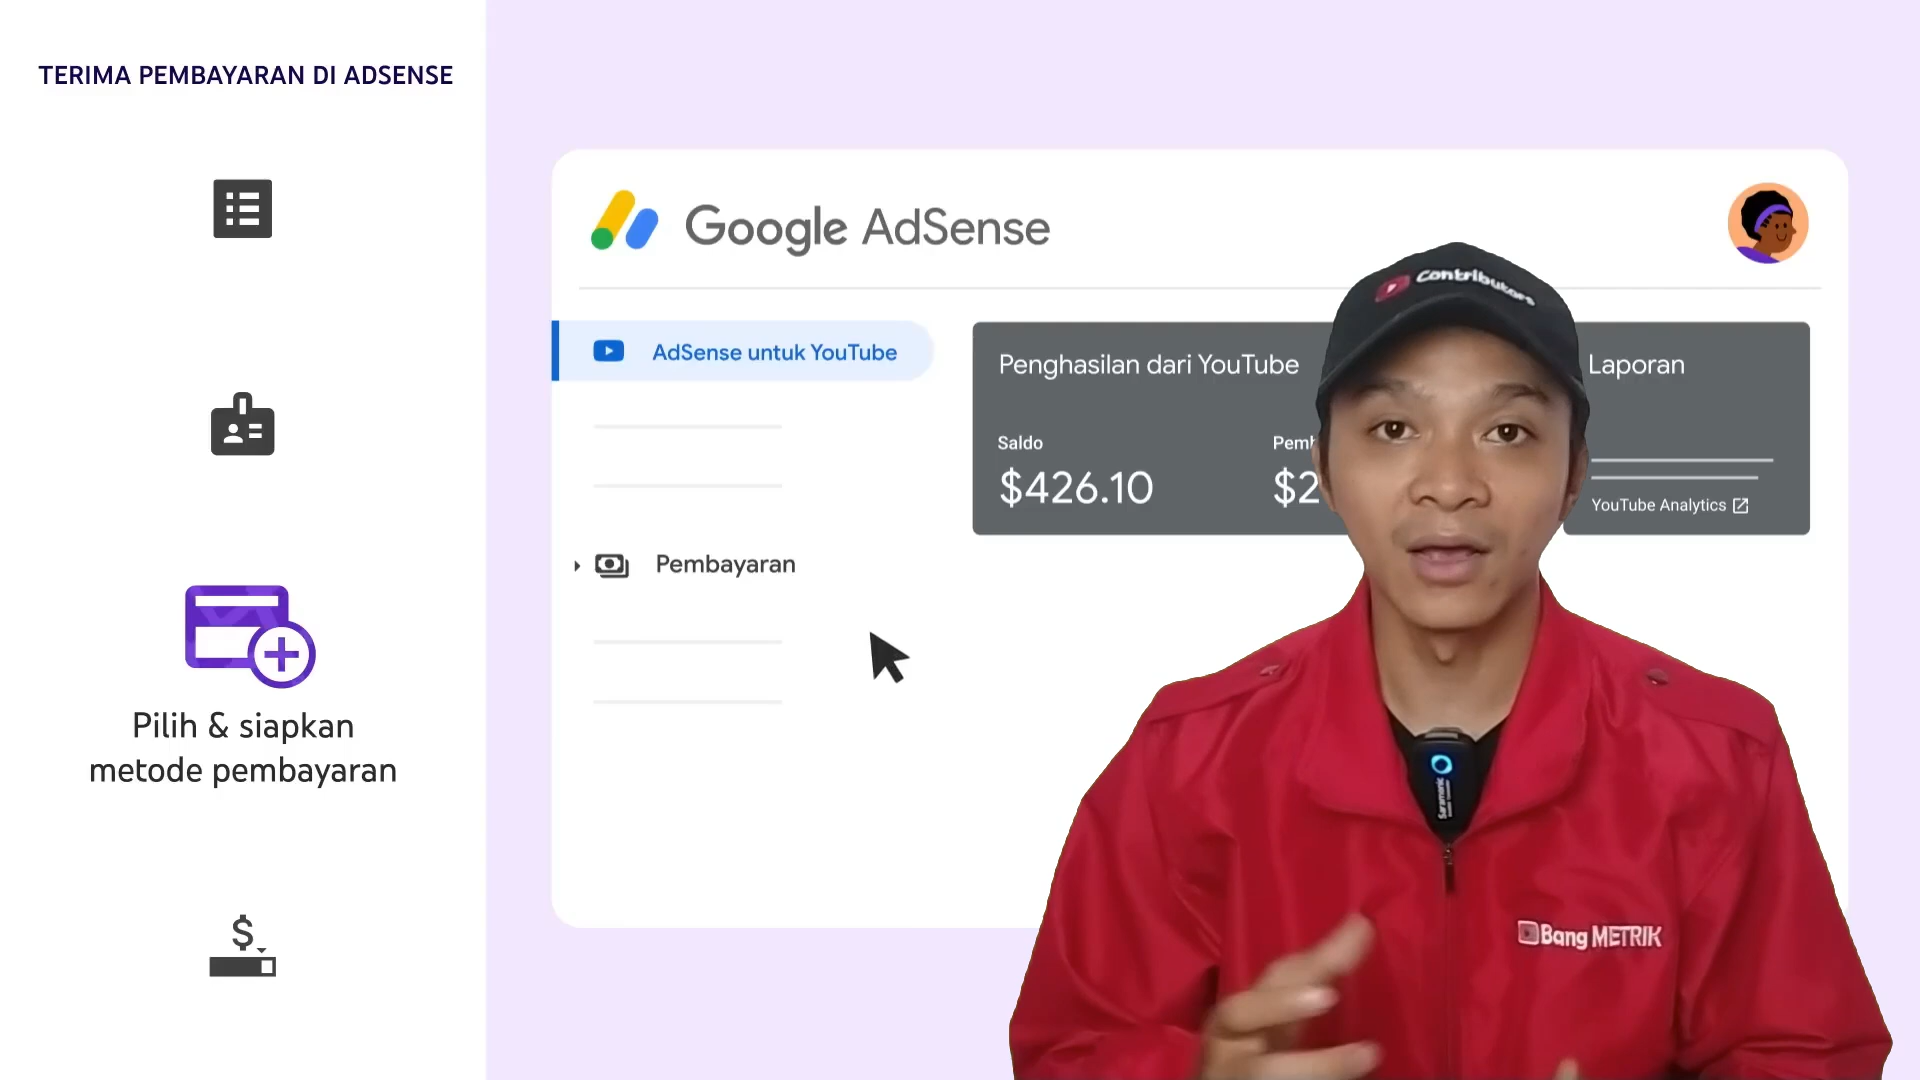 TERIMA PEMBAYARAN DI ADSENSE
Pilih & siapkan
metode pembayaran
Google AdSense
AdSense untuk YouTube
Pembayaran
Penghasilan dari YouTube
Saldo
$426.10
Laporan
YouTube Analytics
Contributors
Saramonic
Bang METRIK
$